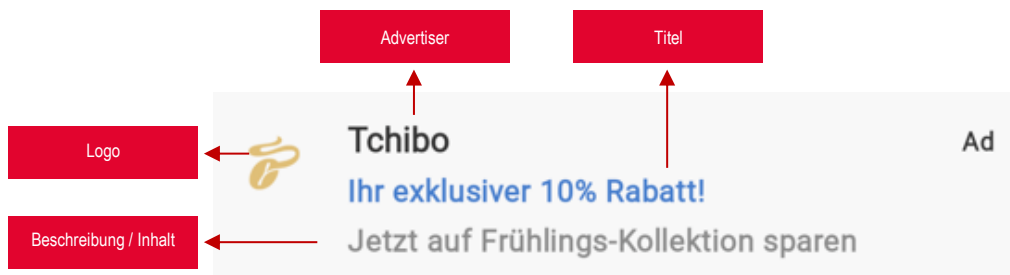 Advertiser
Titel
Logo
Tchibo
Ad
Ihr exklusiver 10% Rabatt!
Beschreibung / Inhalt
Jetzt auf Frühlings-Kollektion sparen